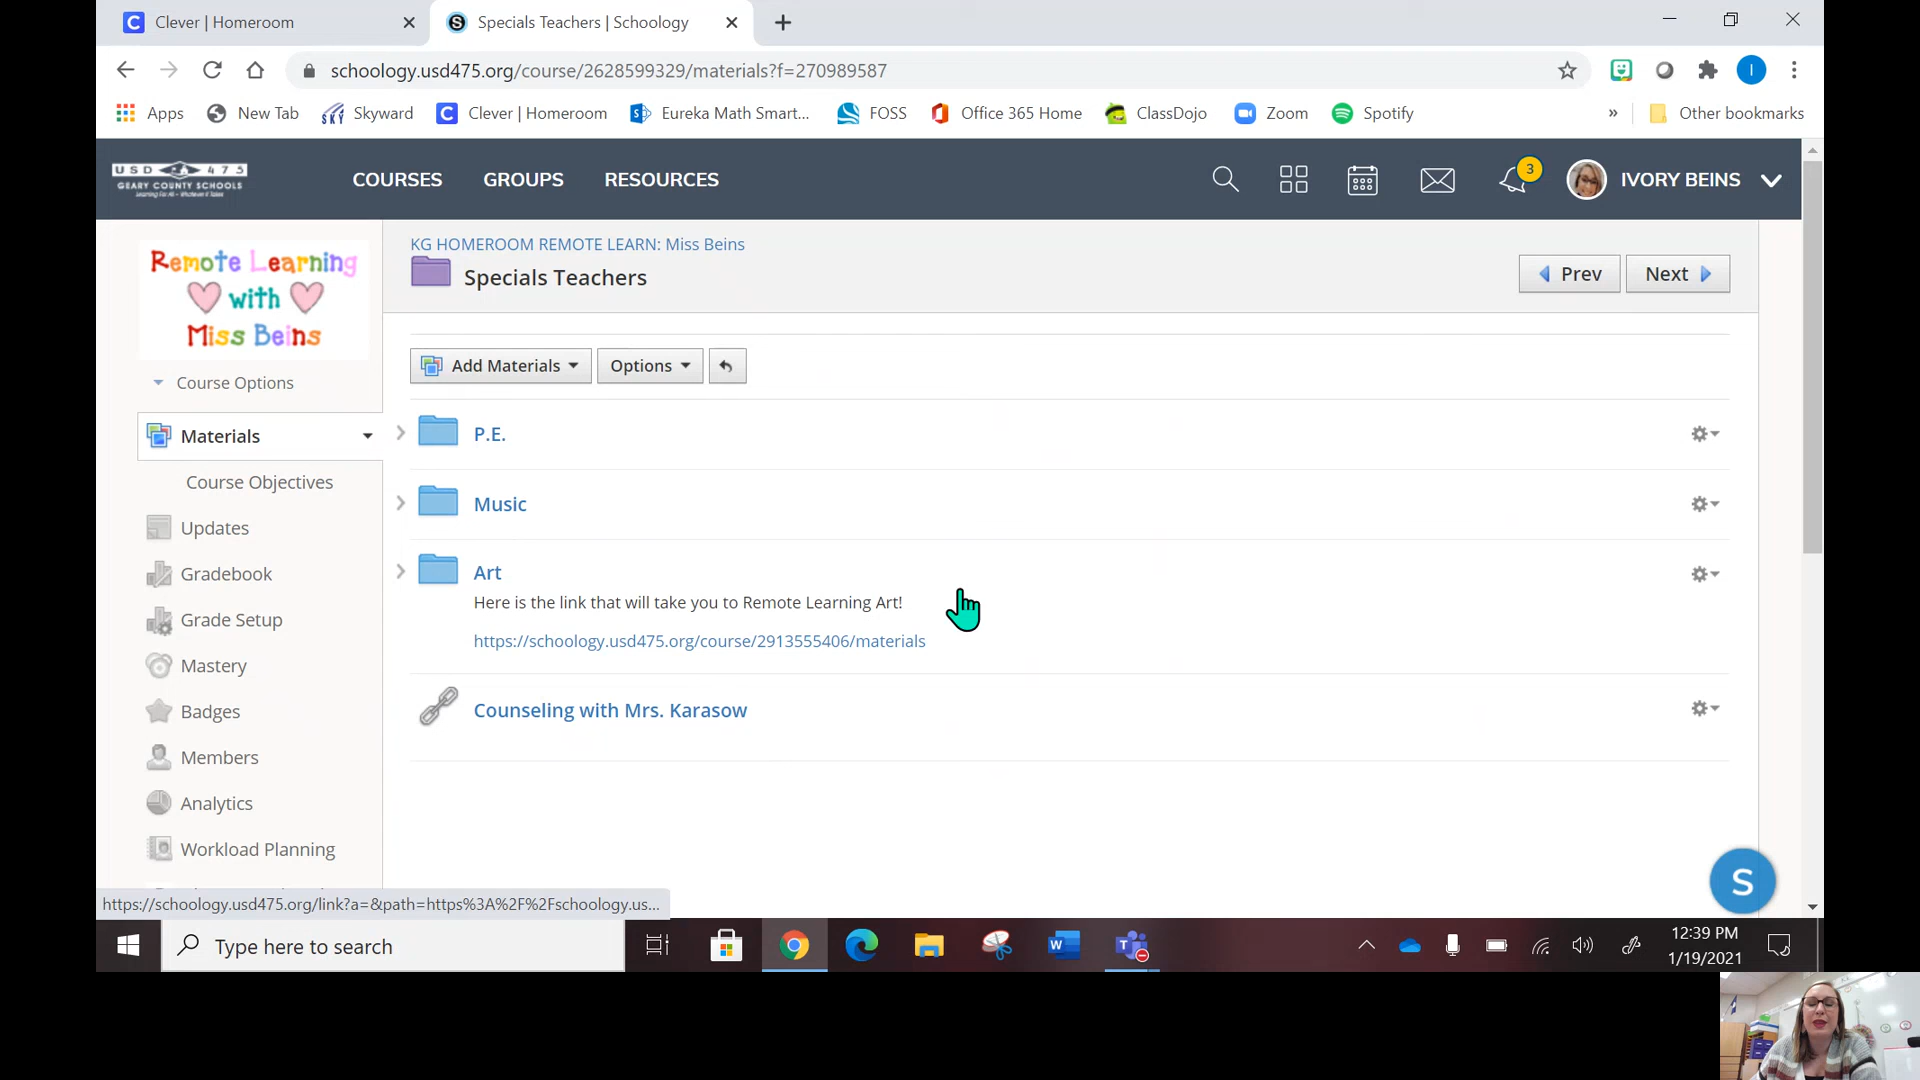 Clever | Homeroom
Specials Teachers | Schoology
schoology.usd475.org/course/2628599329/materials?f=270989587
I
Apps
New Tab
Skyward
Clever | Homeroom
Eureka Math Smart...
FOSS
Office 365 Home
ClassDojo
Zoom
Spotify
»
Other bookmarks
USD 475
GEARY COUNTY SCHOOLS
COURSES
GROUPS
RESOURCES
3
IVORY BEINS
Remote Learning
with
Miss Beins
KG HOMEROOM REMOTE LEARN: Miss Beins
Specials Teachers
Prev
Next
Course Options
Add Materials
Options
Materials
Course Objectives
Updates
Gradebook
Grade Setup
Mastery
Badges
Members
Analytics
Workload Planning
P.E.
Music
Art
Here is the link that will take you to Remote Learning Art!
https://schoology.usd475.org/course/2913555406/materials
Counseling with Mrs. Karasow
S
https://schoology.usd475.org/link?a=&path=https%3A%2F%2Fschoology.us...
Type here to search
12:39 PM
1/19/2021